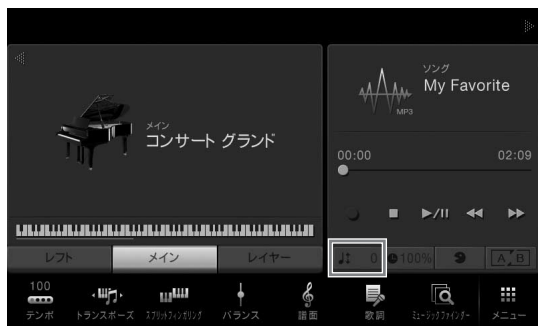 ソング
My Favorite
MP3
メイン
コンサート グランド
00:00
02:09
レフト
メイン
レイヤー
0
100%
A B
100
テンポ
トランスポーズ
スプリットフィンガリング
バランス
譜面
歌詞
ミュージックファインダー
メニュー